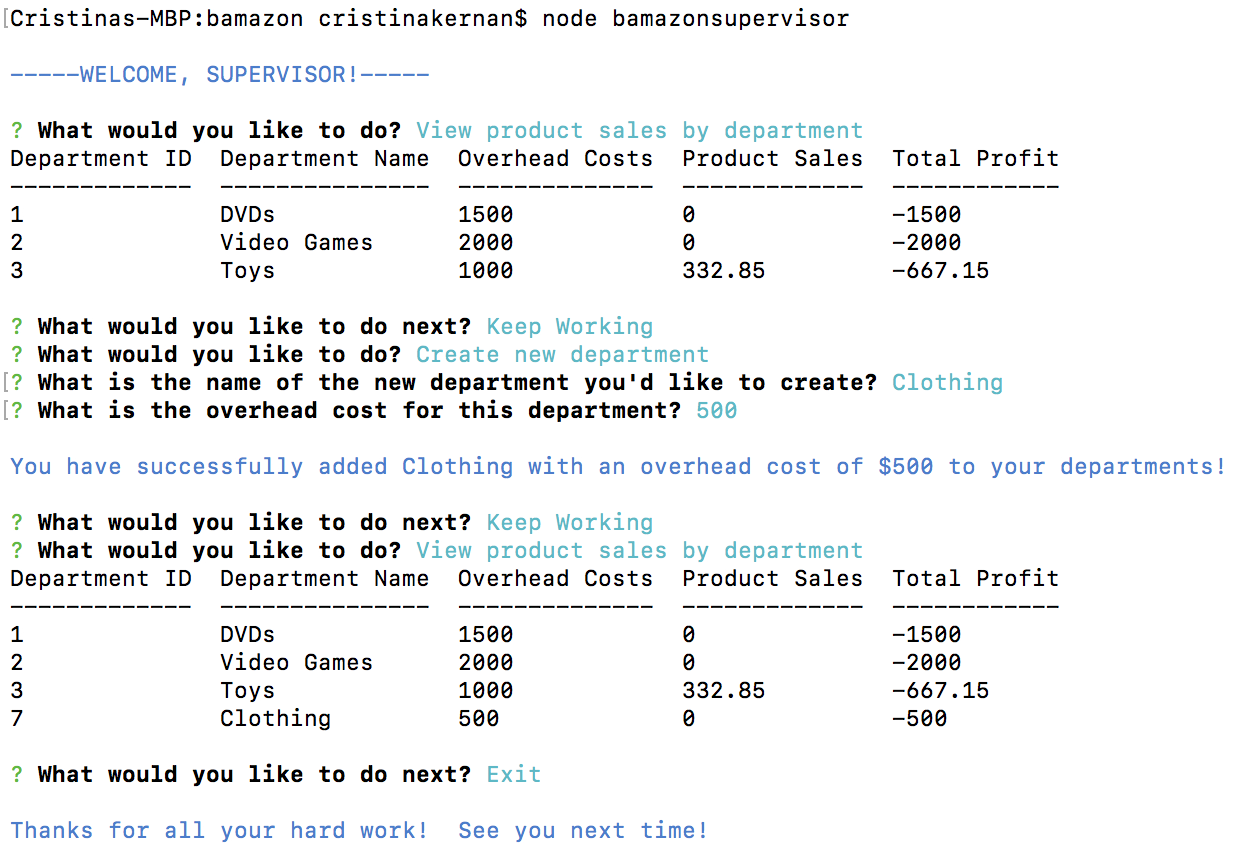 [Cristinas-MBP:bamazon cristinakernan$ node bamazonsupervisor
-----WELCOME, SUPERVISOR!-----
? What would you like to do? View product sales by department
Department ID  Department Name  Overhead Costs  Product Sales  Total Profit
-------------  ---------------  --------------  -------------  ------------
1              DVDs             1500            0              -1500
2              Video Games      2000            0              -2000
3              Toys             1000            332.85         -667.15
? What would you like to do next? Keep Working
? What would you like to do? Create new department
[? What is the name of the new department you'd like to create? Clothing
[? What is the overhead cost for this department? 500
You have successfully added Clothing with an overhead cost of $500 to your departments!
? What would you like to do next? Keep Working
? What would you like to do? View product sales by department
Department ID  Department Name  Overhead Costs  Product Sales  Total Profit
-------------  ---------------  --------------  -------------  ------------
1              DVDs             1500            0              -1500
2              Video Games      2000            0              -2000
3              Toys             1000            332.85         -667.15
7              Clothing         500             0              -500
? What would you like to do next? Exit
Thanks for all your hard work!  See you next time!